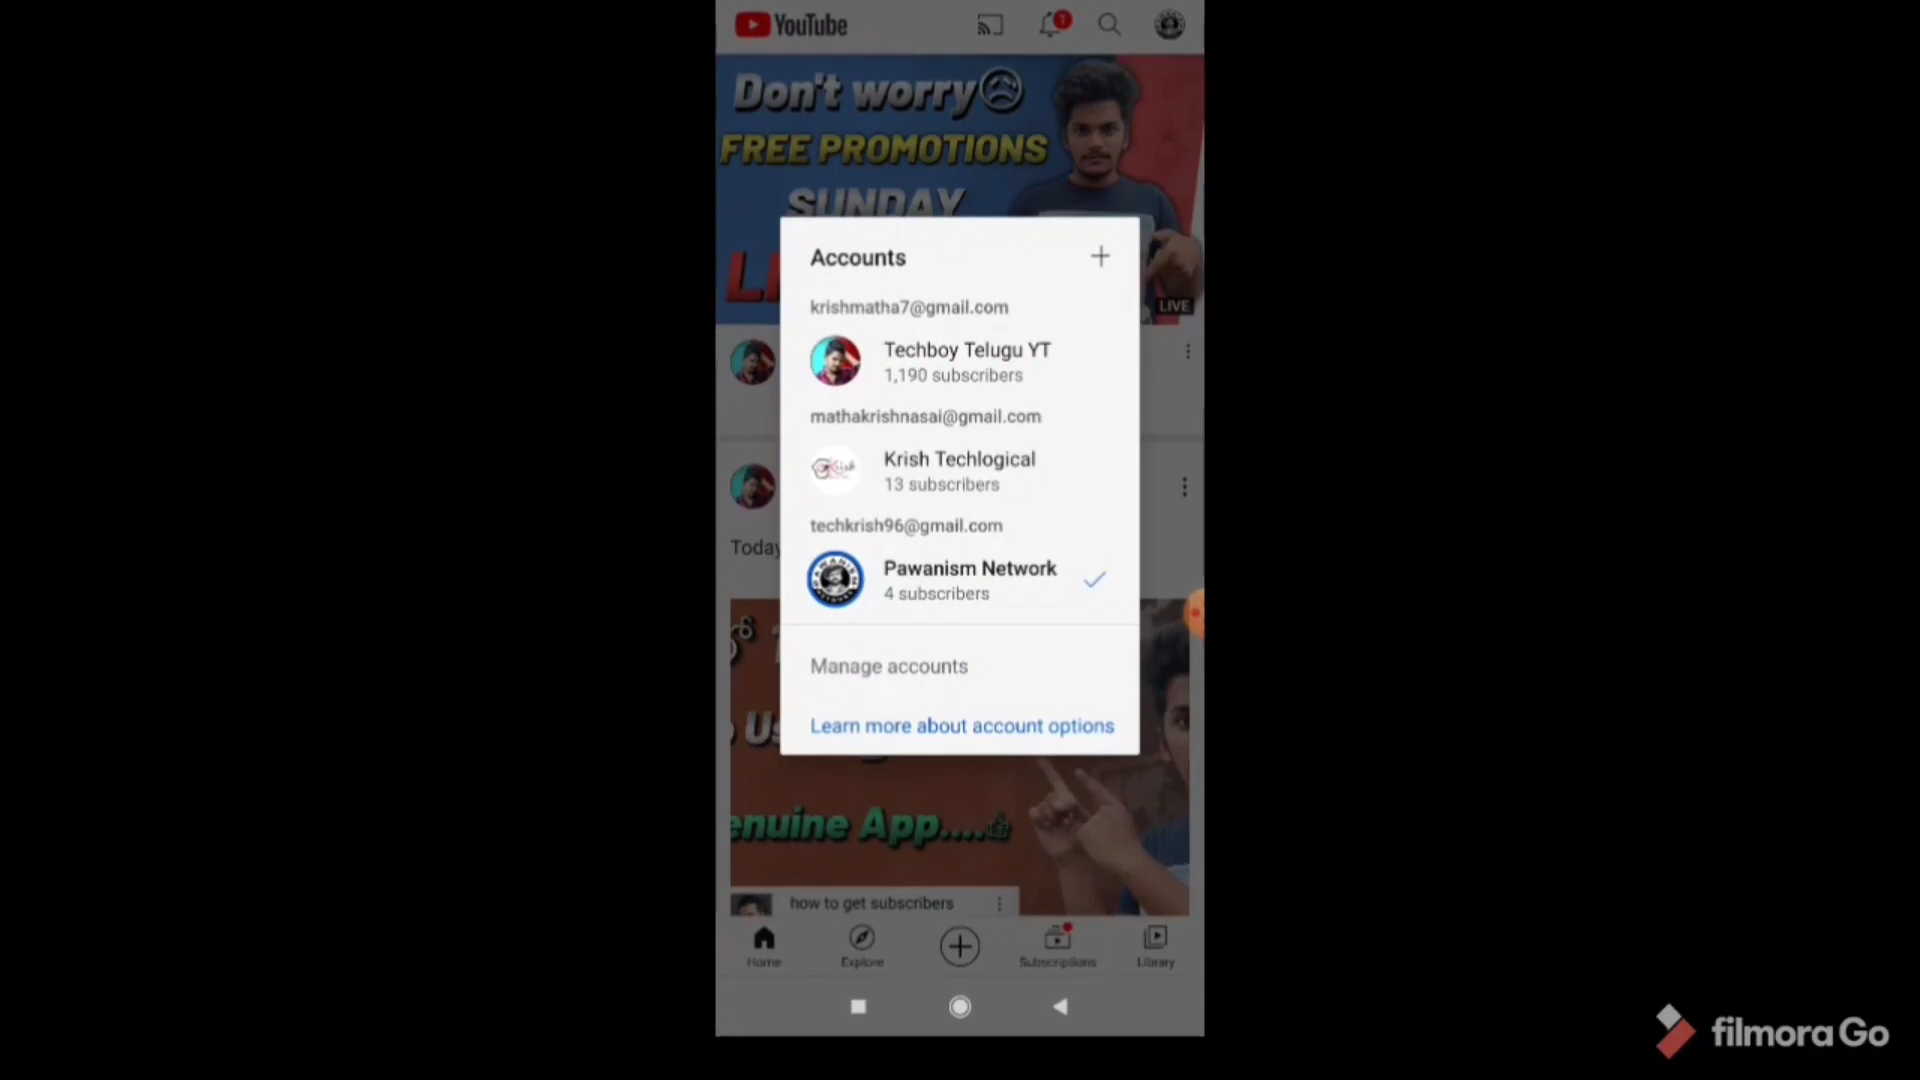 YouTube
1
Don't worry
FREE PROMOTIONS
SUNDAY
LIVE
Accounts
krishmatha7@gmail.com
Techboy Telugu YT
1,190 subscribers
mathakrishnasai@gmail.com
Krish Techlogical
13 subscribers
techkrish96@gmail.com
Pawanism Network
4 subscribers
Today
Manage accounts
Learn more about account options
enuine App....
how to get subscribers
Home
Explore
Subscriptions
Library
filmora Go